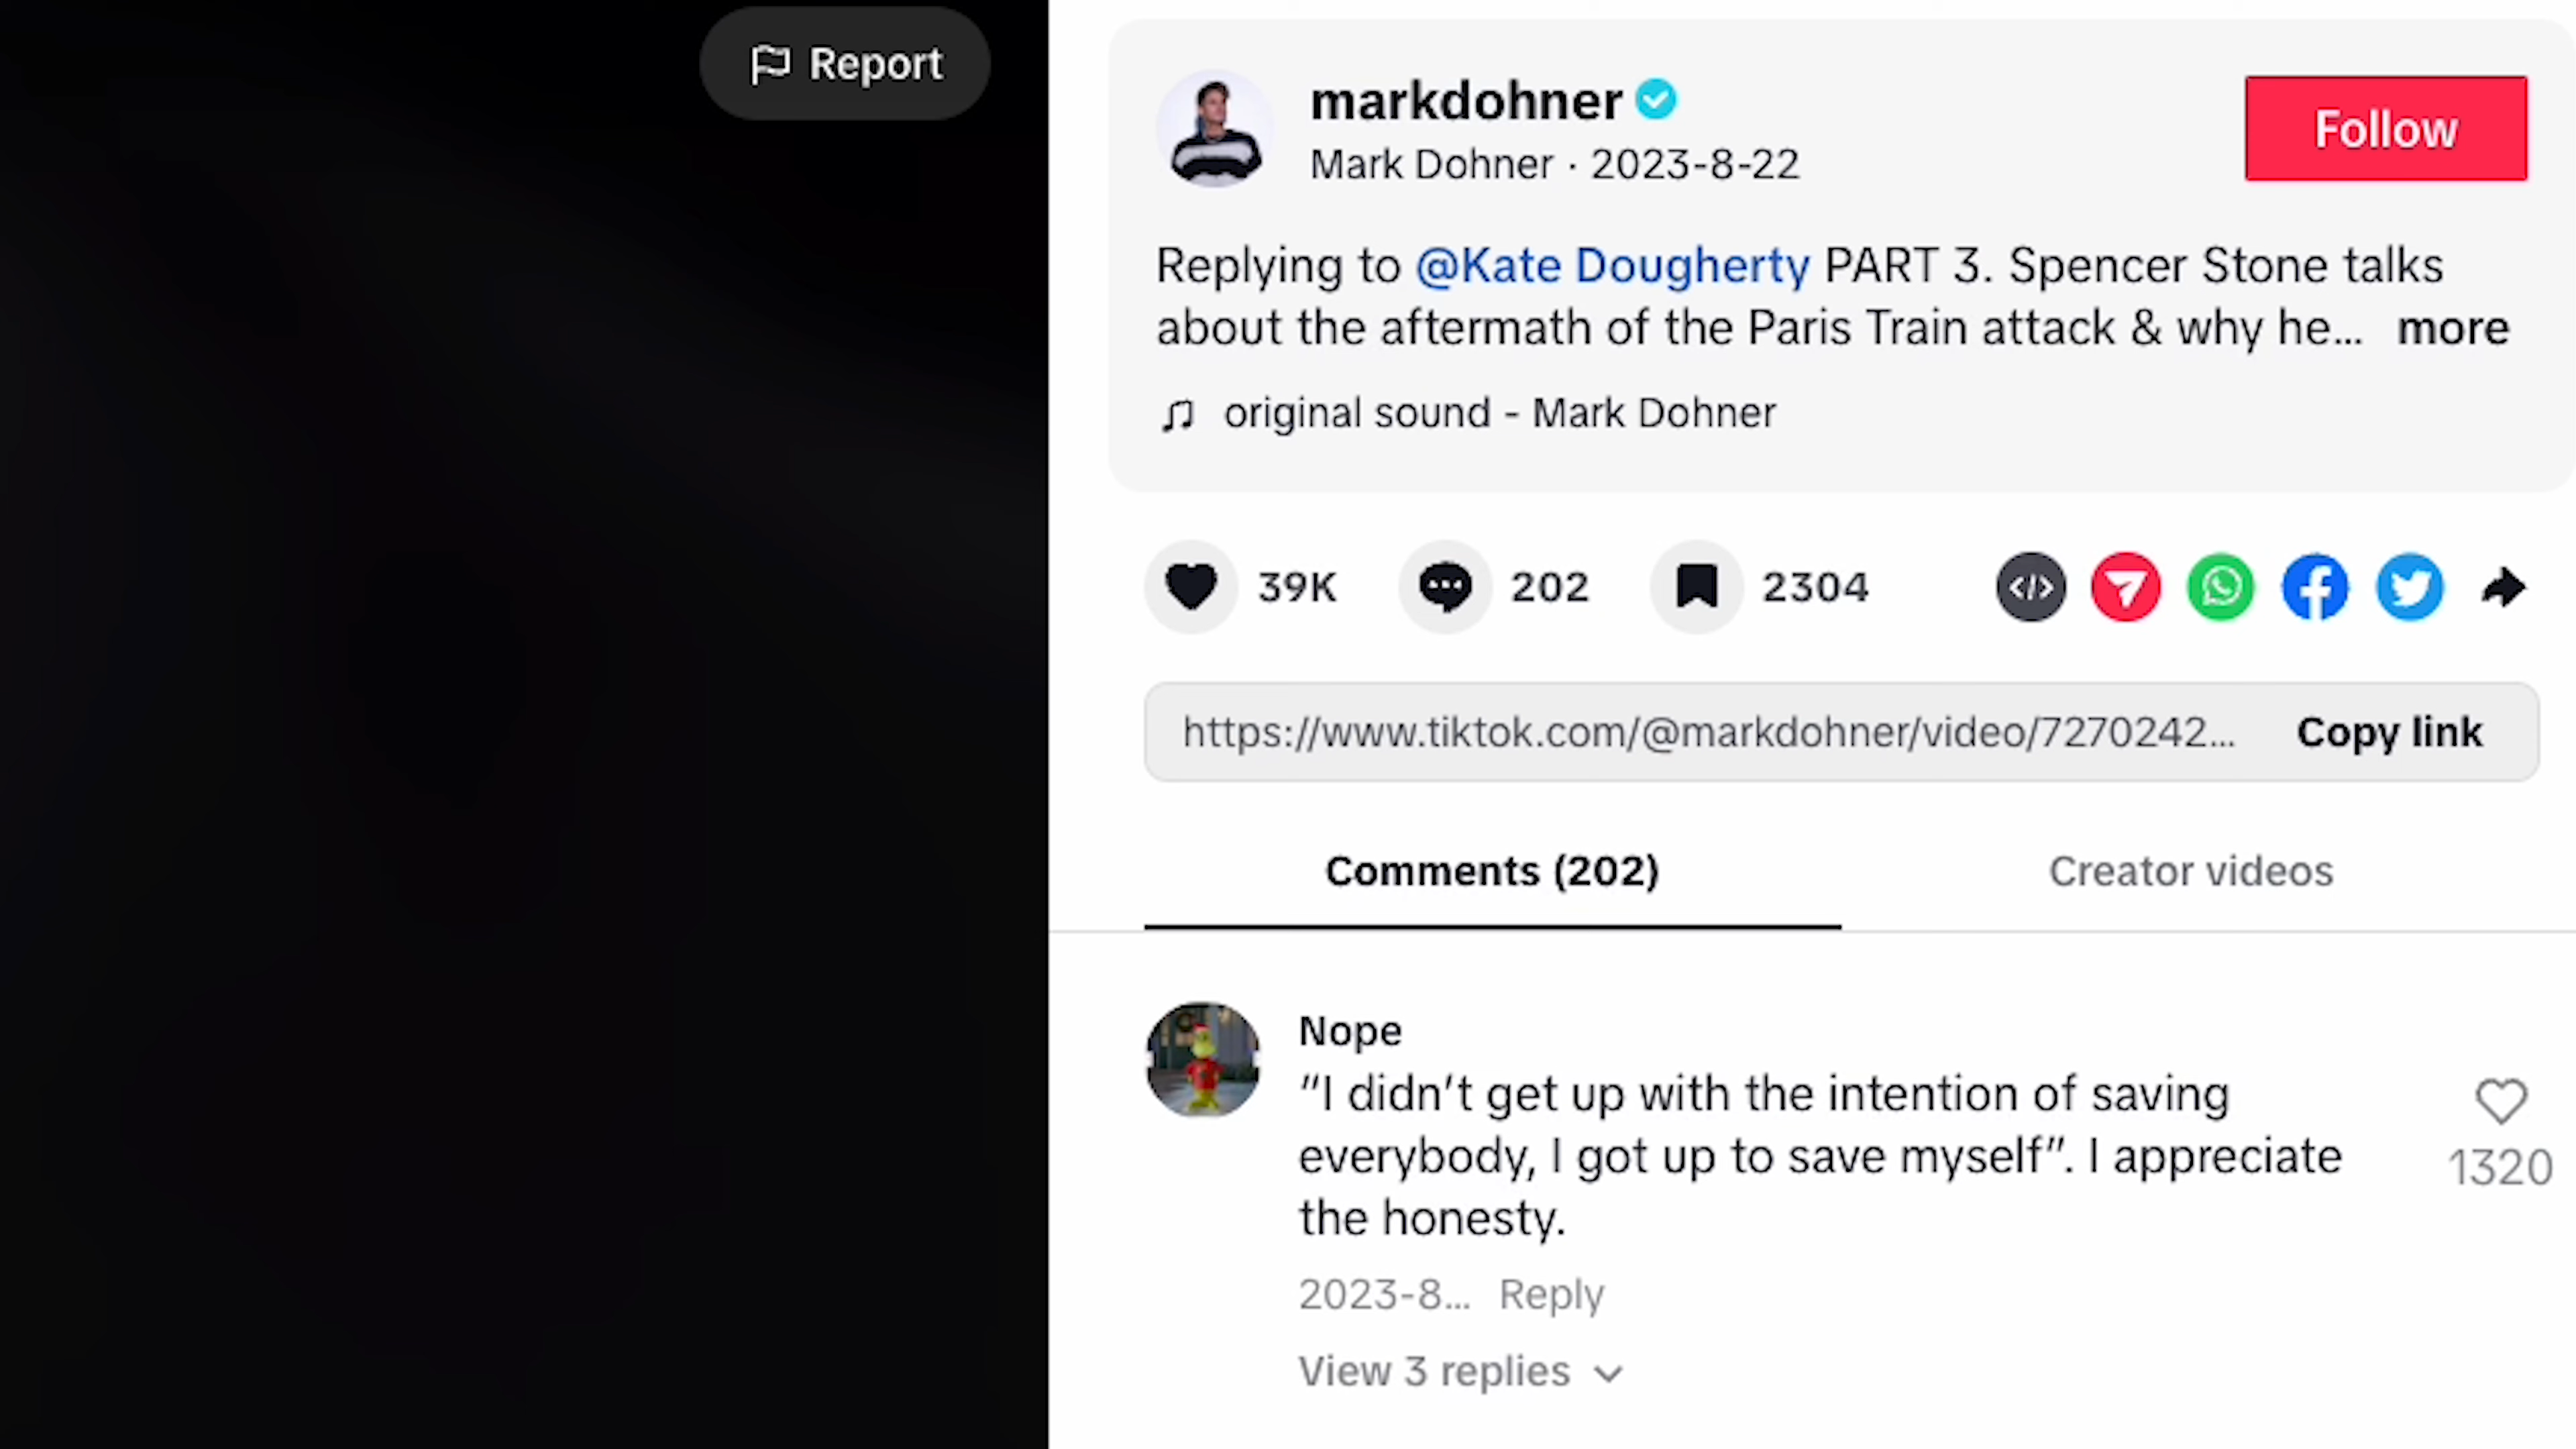 Report
markdohner
Mark Dohner · 2023-8-22
Follow
Replying to @Kate Dougherty PART 3. Spencer Stone talks
about the aftermath of the Paris Train attack & why he... more
original sound - Mark Dohner
39K
202
2304
https://www.tiktok.com/@markdohner/video/7270242...
Copy link
Comments (202)
Creator videos
Nope
“I didn’t get up with the intention of saving
everybody, I got up to save myself”. I appreciate
the honesty.
1320
2023-8... Reply
View 3 replies